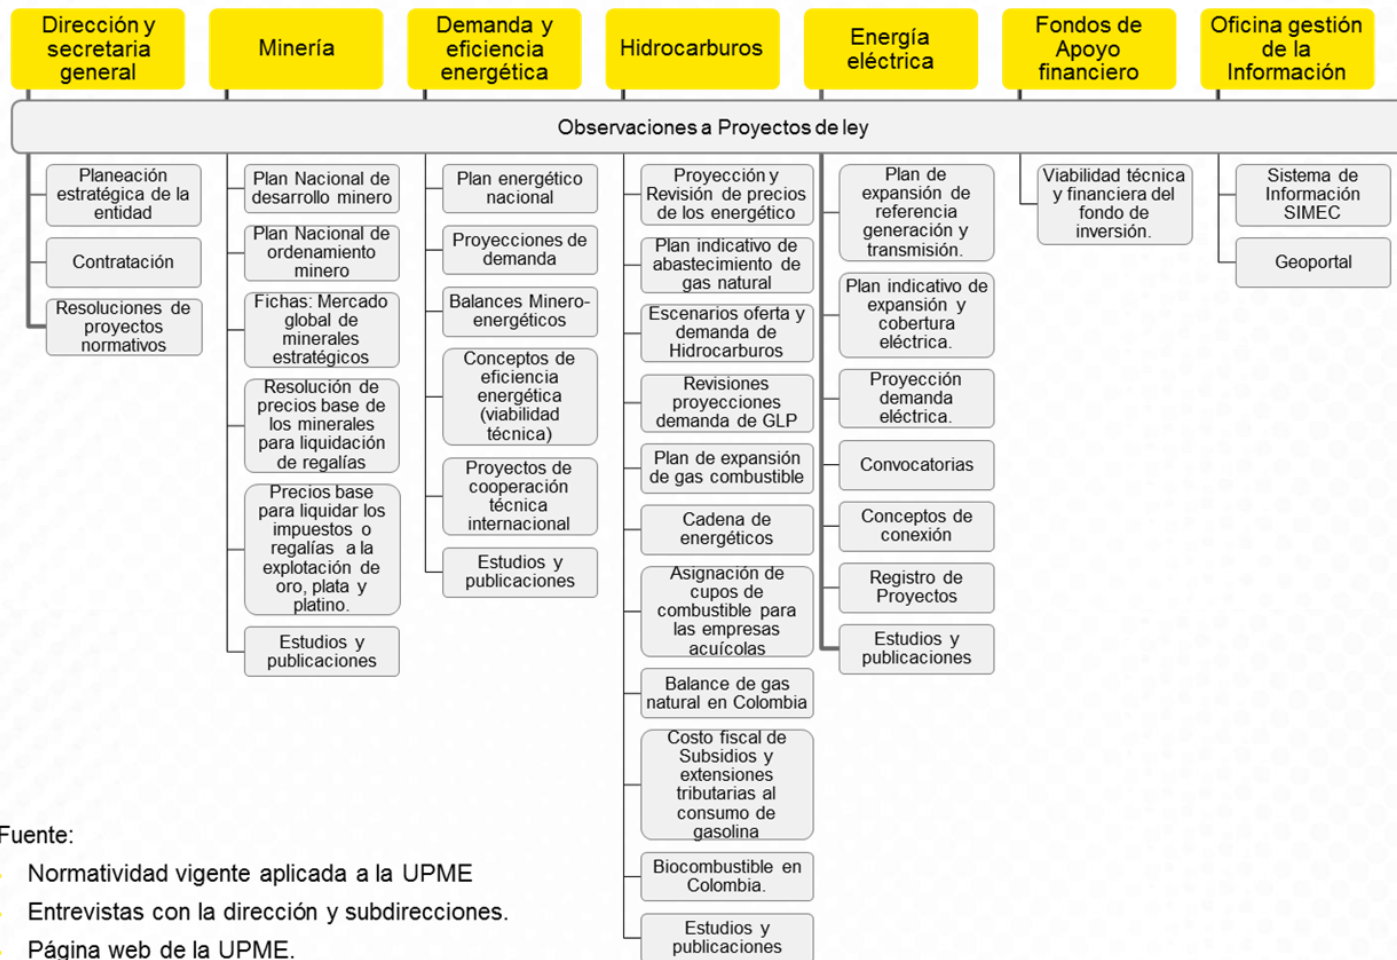 Dirección y
secretaria
general
Minería
Demanda y
eficiencia
energética
Hidrocarburos
Energía
eléctrica
Fondos de
Apoyo
financiero
Oficina gestión
de la
Información
Observaciones a Proyectos de ley
Planeación
estratégica de la
entidad
Contratación
Resoluciones de
proyectos
normativos
Plan Nacional de
desarrollo minero
Plan Nacional de
ordenamiento
minero
Fichas: Mercado
global de
minerales
estratégicos
Resolución de
precios base de
los minerales
para liquidación
de regalías
Precios base
para liquidar los
impuestos o
regalías a la
explotación de
oro, plata y
platino.
Estudios y
publicaciones
Plan energético
nacional
Proyecciones de
demanda
Balances Minero-
energéticos
Conceptos de
eficiencia
energética
(viabilidad
técnica)
Proyectos de
cooperación
técnica
internacional
Estudios y
publicaciones
Proyección y
Revisión de precios
de los energético
Plan indicativo de
abastecimiento de
gas natural
Escenarios oferta y
demanda de
Hidrocarburos
Revisiones
proyecciones
demanda de GLP
Plan de expansión
de gas combustible
Cadena de
energéticos
Asignación de
cupos de
combustible para
las empresas
acuícolas
Balance de gas
natural en Colombia
Costo fiscal de
Subsidios y
extensiones
tributarias al
consumo de
gasolina
Biocombustible en
Colombia.
Estudios y
publicaciones
Plan de
expansión de
referencia
generación y
transmisión.
Plan indicativo de
expansión y
cobertura
eléctrica.
Proyección
demanda
eléctrica.
Convocatorias
Conceptos de
conexión
Registro de
Proyectos
Estudios y
publicaciones
Viabilidad técnica
y financiera del
fondo de
inversión.
Sistema de
Información
SIMEC
Geoportal
Fuente:
Normatividad vigente aplicada a la UPME
Entrevistas con la dirección y subdirecciones.
Página web de la UPME.